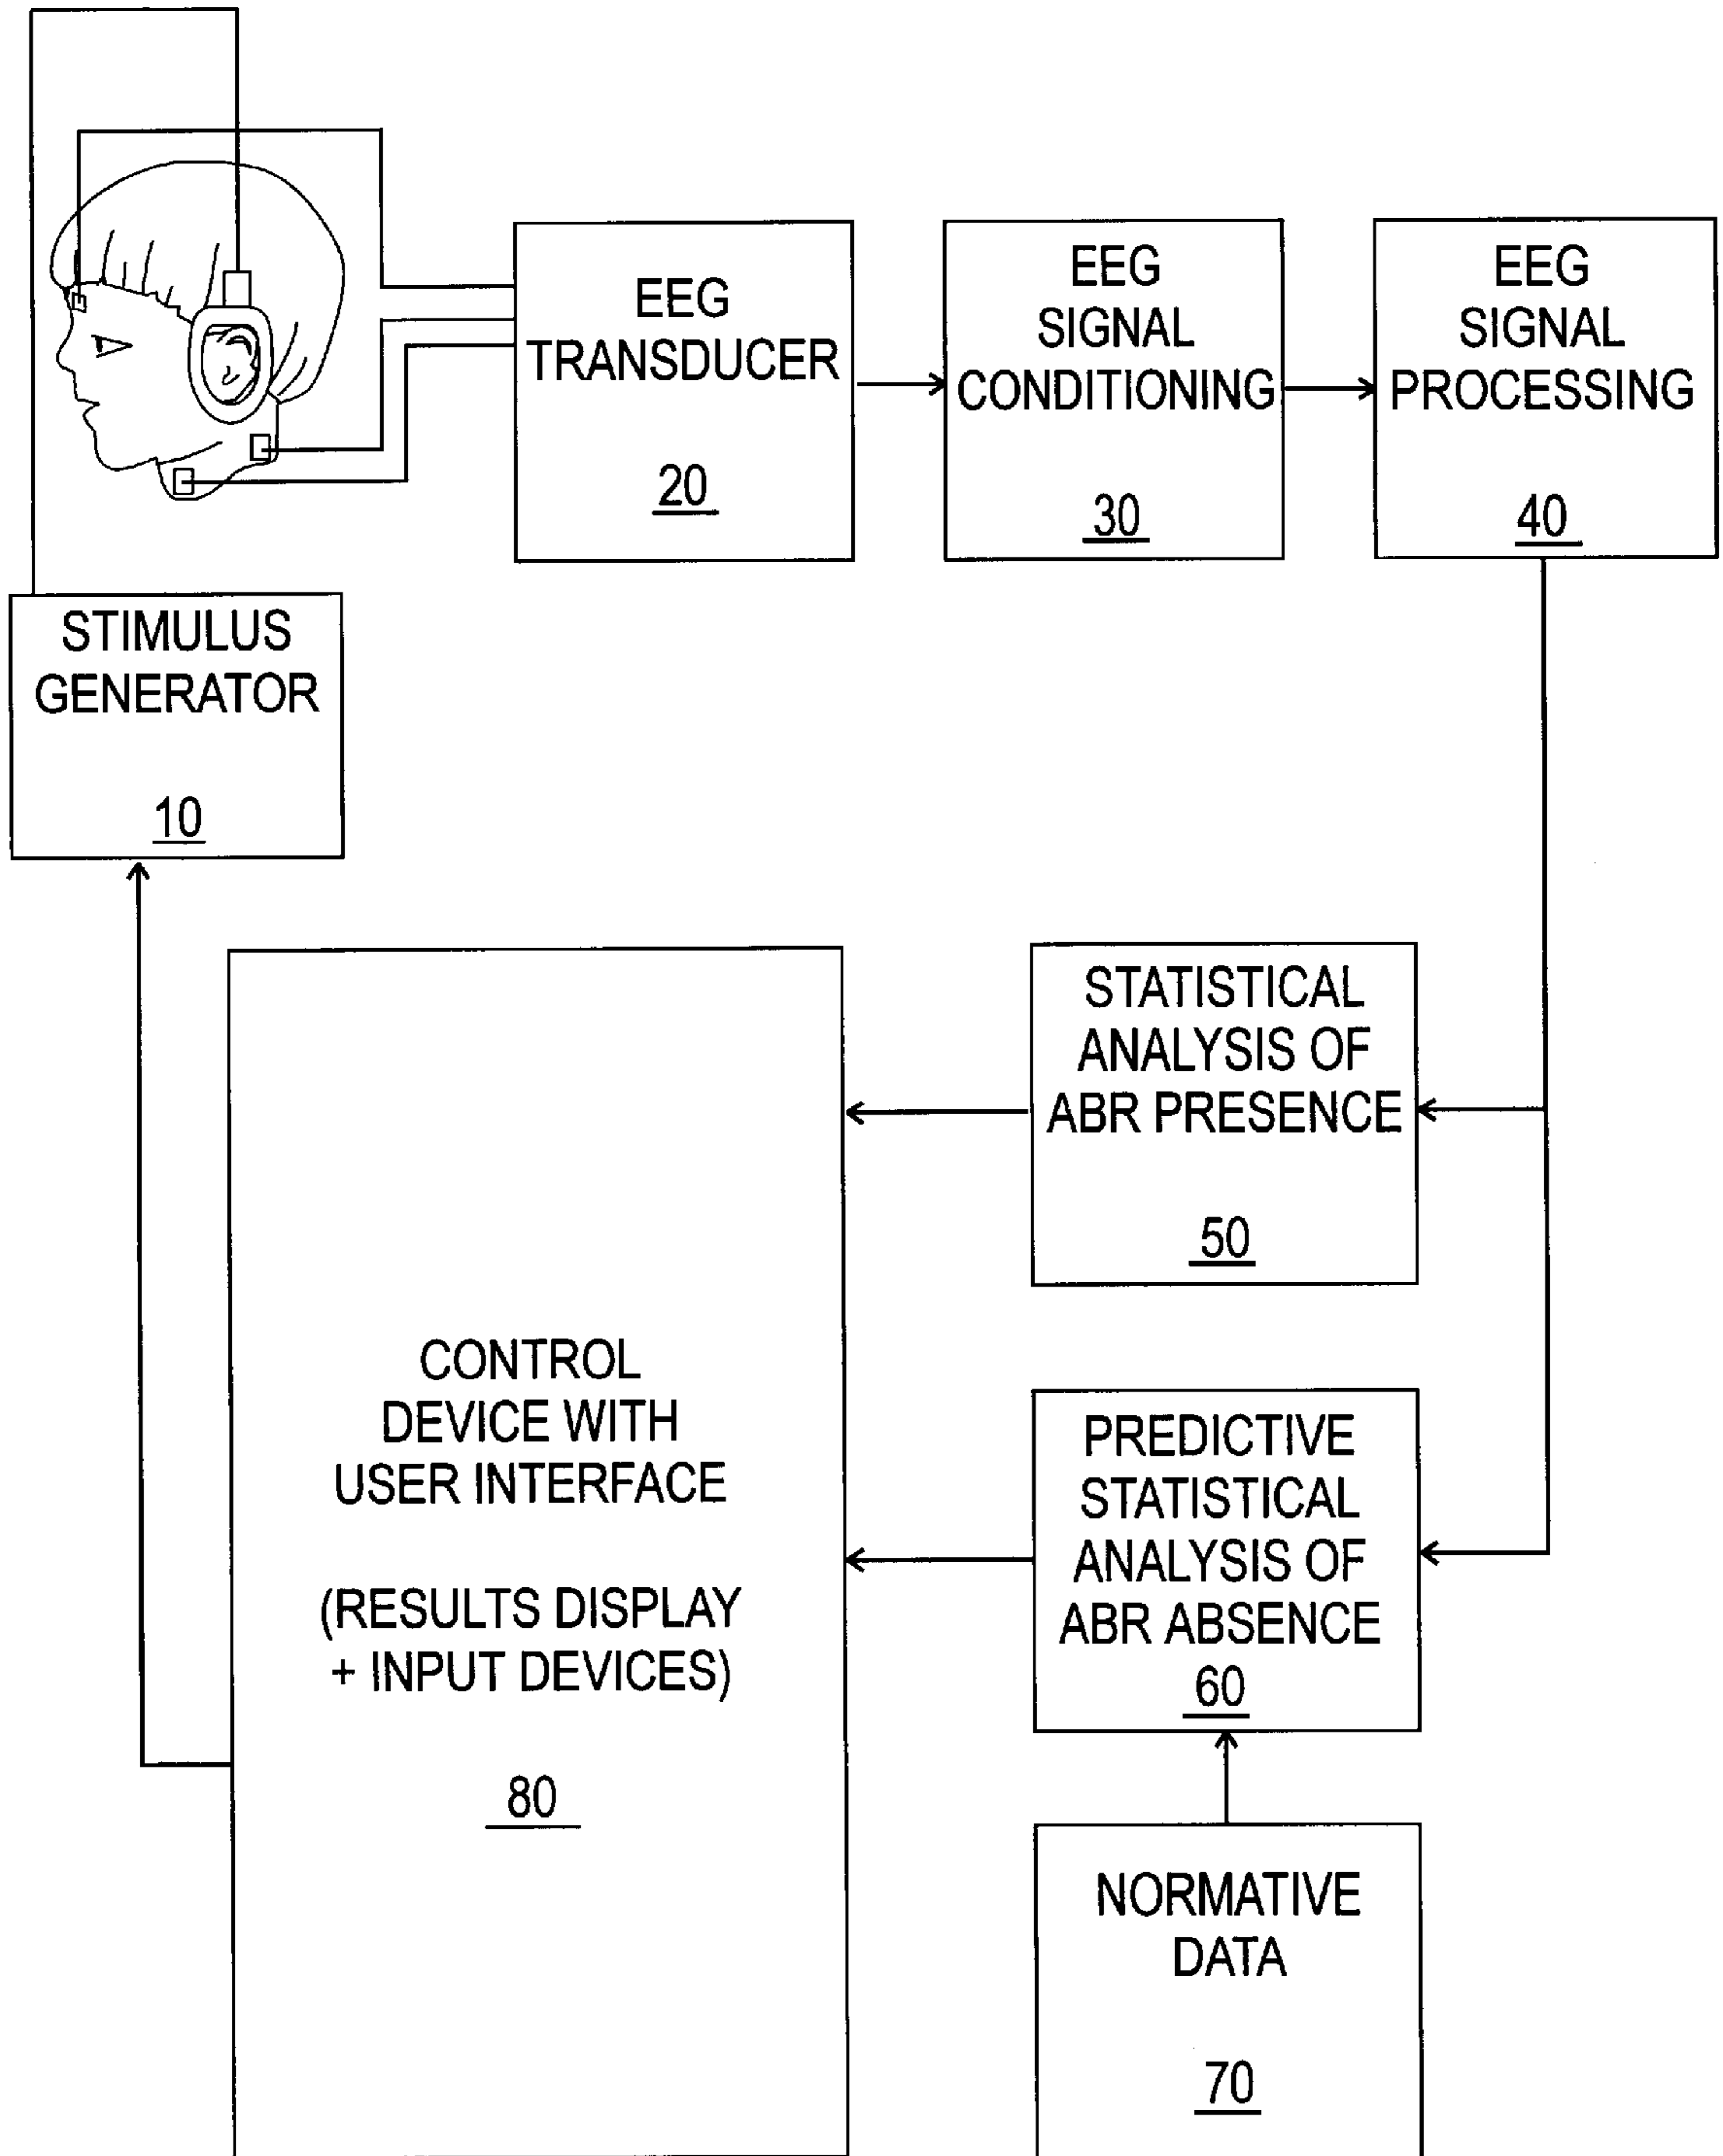 EEG
TRANSDUCER
20
EEG
SIGNAL
CONDITIONING
30
EEG
SIGNAL
PROCESSING
40
STIMULUS
GENERATOR
10
STATISTICAL
ANALYSIS OF
ABR PRESENCE
50
CONTROL
DEVICE WITH
USER INTERFACE
(RESULTS DISPLAY
+ INPUT DEVICES)
80
PREDICTIVE
STATISTICAL
ANALYSIS OF
ABR ABSENCE
60
NORMATIVE
DATA
70